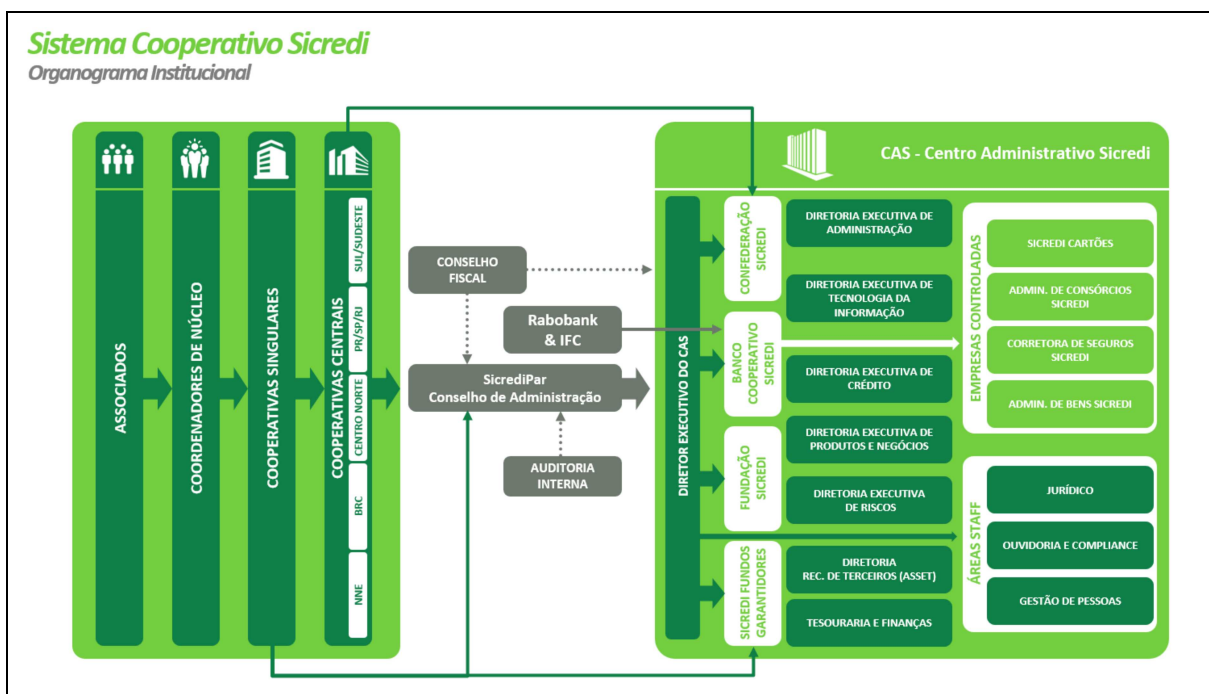 Sistema Cooperativo Sicredi
Organograma Institucional
ASSOCIADOS
COORDENADORES DE NÚCLEO
COOPERATIVAS SINGULARES
COOPERATIVAS CENTRAIS
SUL/SUDESTE
PR/SP/RJ
CENTRO NORTE
BRC
NNE
CONSELHO
FISCAL
Rabobank
& IFC
SicrediPar
Conselho de Administração
AUDITORIA
INTERNA
CAS - Centro Administrativo Sicredi
DIRETOR EXECUTIVO DO CAS
CONFEDERAÇÃO
SICREDI
BANCO
COOPERATIVO
SICREDI
FUNDAÇÃO
SICREDI
SICREDI FUNDOS
GARANTIDORES
DIRETORIA EXECUTIVA DE
ADMINISTRAÇÃO
DIRETORIA EXECUTIVA DE
TECNOLOGIA DA
INFORMAÇÃO
DIRETORIA EXECUTIVA DE
CRÉDITO
DIRETORIA EXECUTIVA DE
PRODUTOS E NEGÓCIOS
DIRETORIA EXECUTIVA
DE RISCOS
DIRETORIA
REC. DE TERCEIROS (ASSET)
TESOURARIA E FINANÇAS
EMPRESAS CONTROLADAS
SICREDI CARTÕES
ADMIN. DE CONSÓRCIOS
SICREDI
CORRETORA DE SEGUROS
SICREDI
ADMIN. DE BENS SICREDI
ÁREAS STAFF
JURÍDICO
OUVIDORIA E COMPLIANCE
GESTÃO DE PESSOAS